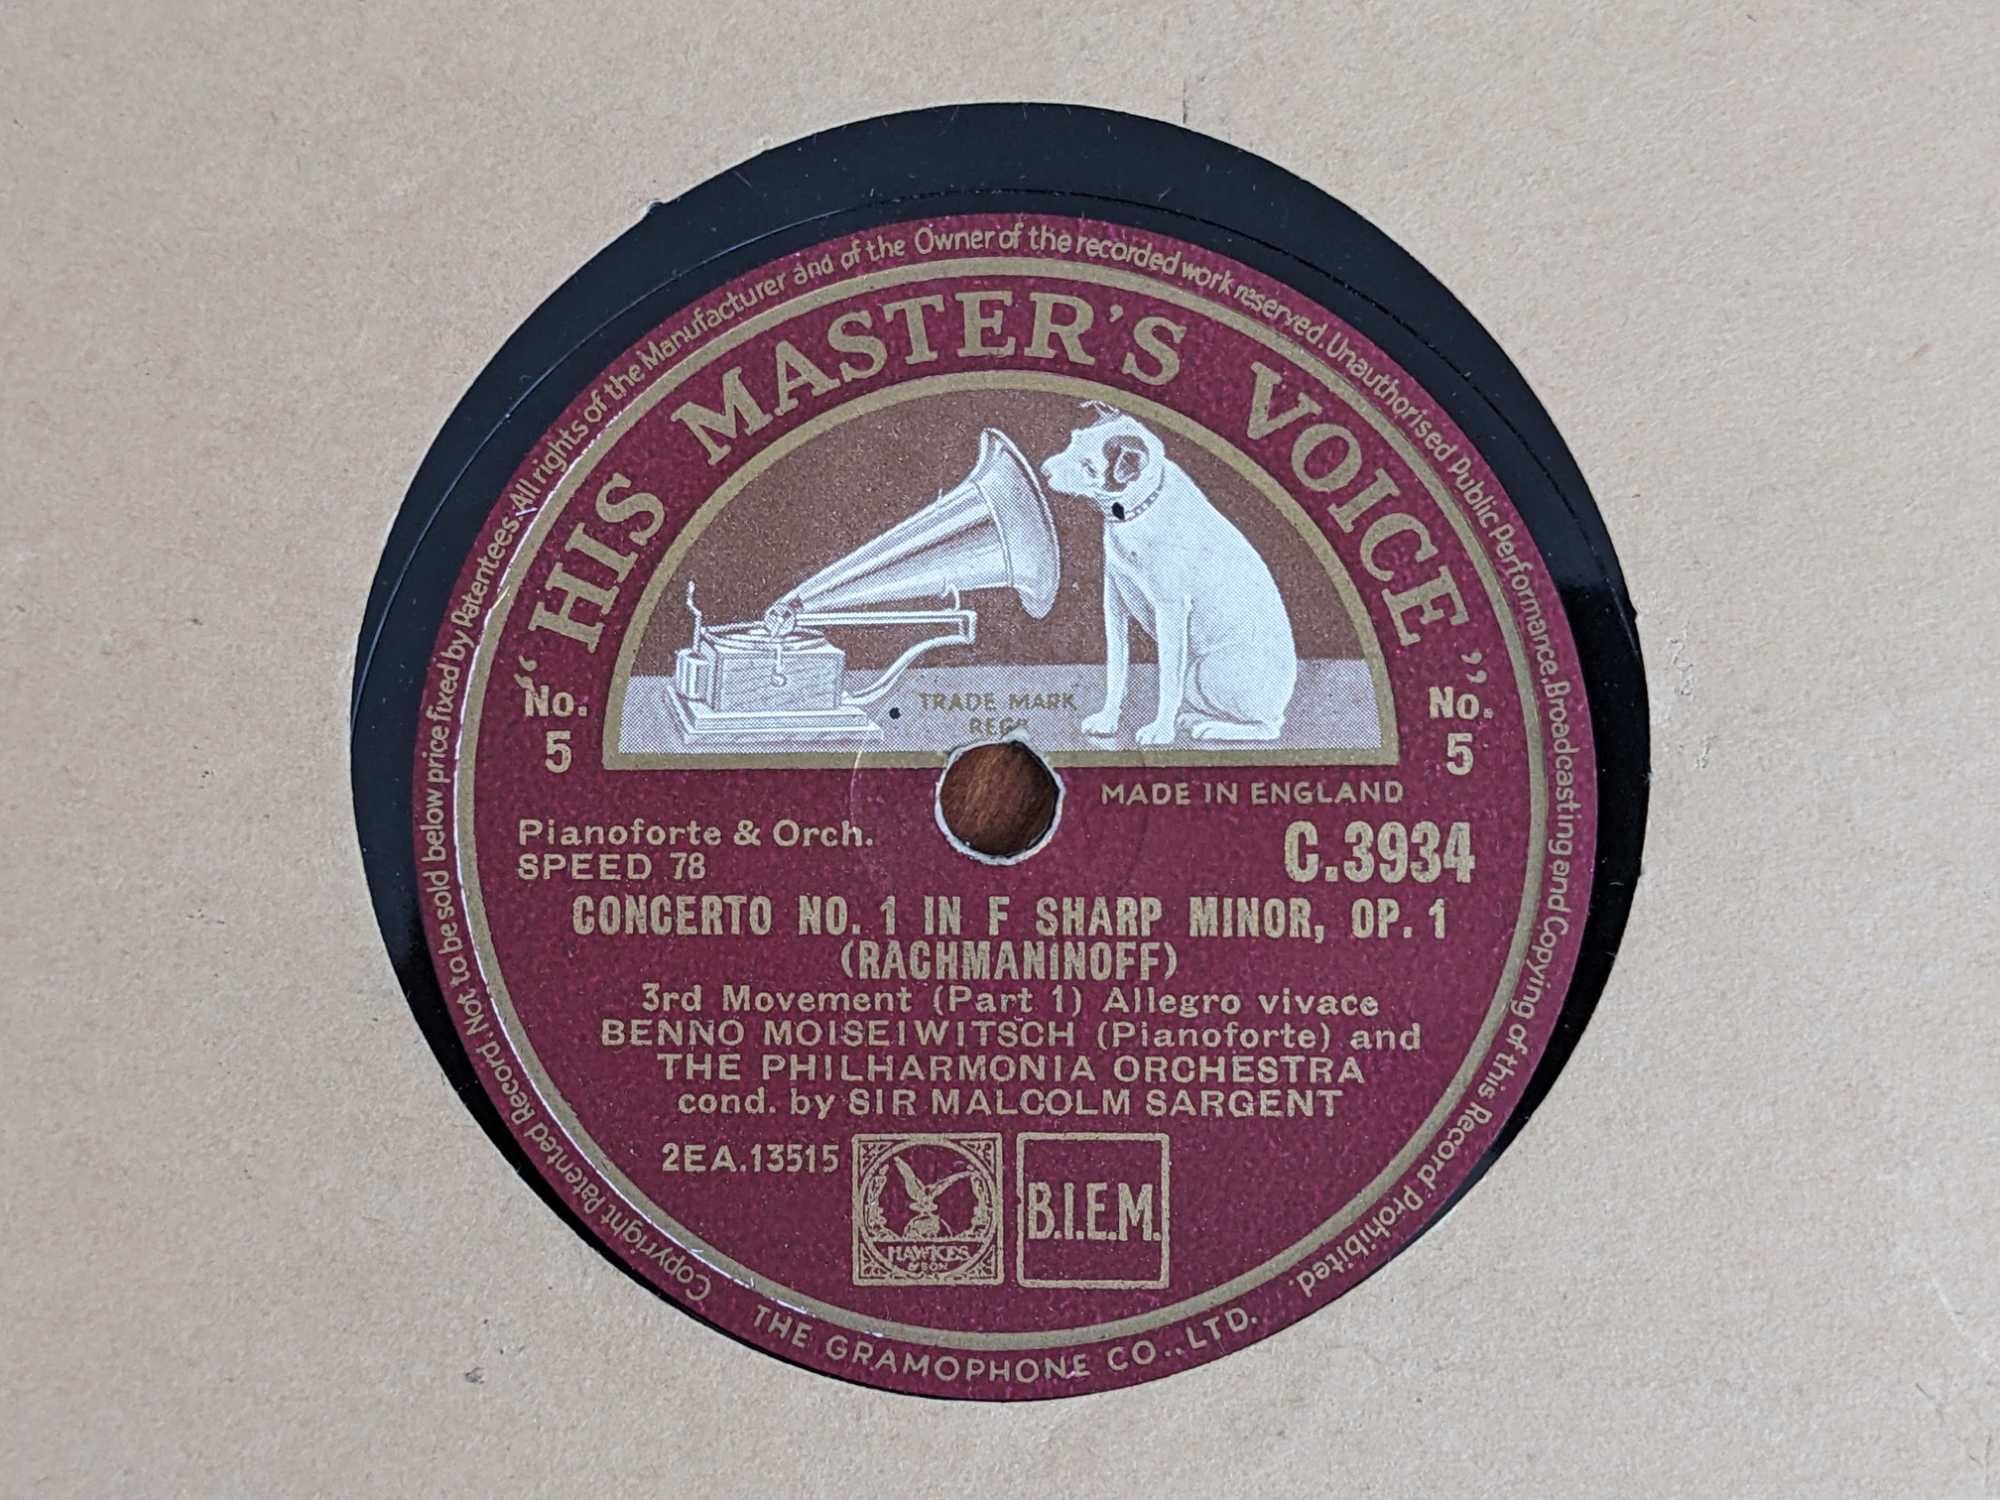 Copyright Patented Record. Not to be sold below price fixed by Patentees. All rights of the Manufacturer and of the Owner of the recorded work reserved. Unauthorised Public Performance. Broadcasting and Copying of this Record Prohibited.
"HIS MASTER'S VOICE"
TRADE MARK
REGD
No. 5
No. 5
MADE IN ENGLAND
Pianoforte & Orch.
SPEED 78
C.3934
CONCERTO NO. 1 IN F SHARP MINOR, OP. 1
(RACHMANINOFF)
3rd Movement (Part 1) Allegro vivace
BENNO MOISEIWITSCH (Pianoforte) and
THE PHILHARMONIA ORCHESTRA
cond. by SIR MALCOLM SARGENT
2EA.13515
HAWKES
& SON
B.I.E.M.
THE GRAMOPHONE CO., LTD.